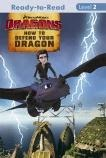 Ready-to-Read
Level 2
DREAMWORKS
DRAGONS
HOW TO
DEFEND YOUR
DRAGON